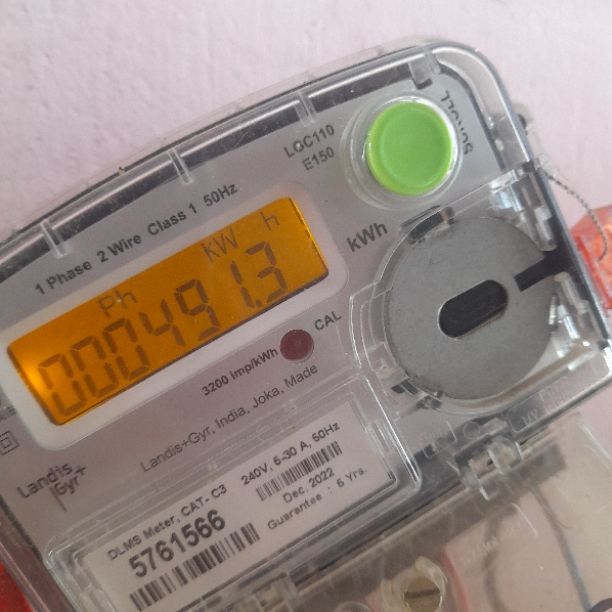 SCROLL
LOC110
E150
1 Phase 2 Wire Class 1 50Hz
kWh
Ph kW h
000491.3
CAL
3200 imp/kWh
Landis+Gyr, India, Joka, Made
Landis
Gyr+
DLMS Meter, CAT- C3 240V, 5-30 A, 50Hz
5761566
Dec, 2022
Guarantee : 5 Yrs.